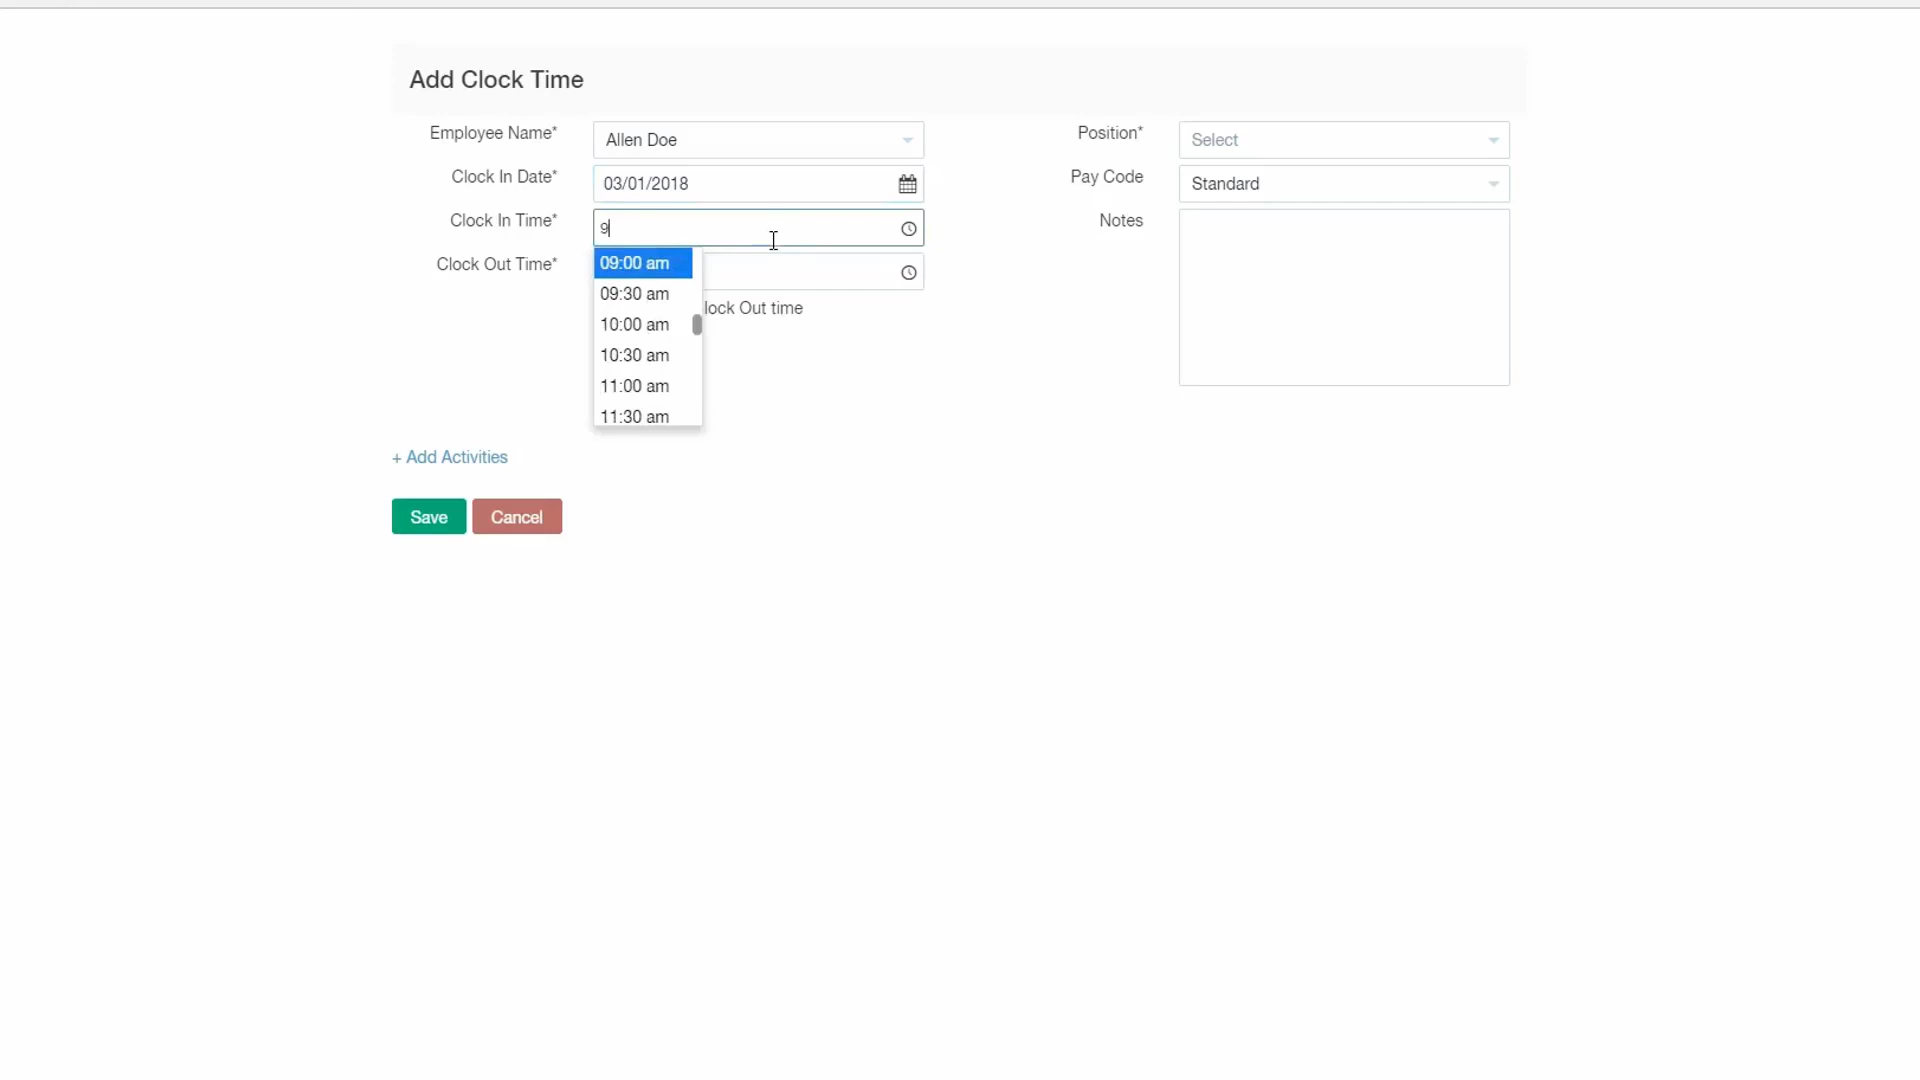 Add Clock Time
Employee Name*
Allen Doe
Clock In Date*
03/01/2018
Clock In Time*
9
Clock Out Time*
09:00 am
09:30 am
10:00 am
10:30 am
11:00 am
11:30 am
lock Out time
Position*
Select
Pay Code
Standard
Notes
+ Add Activities
Save
Cancel